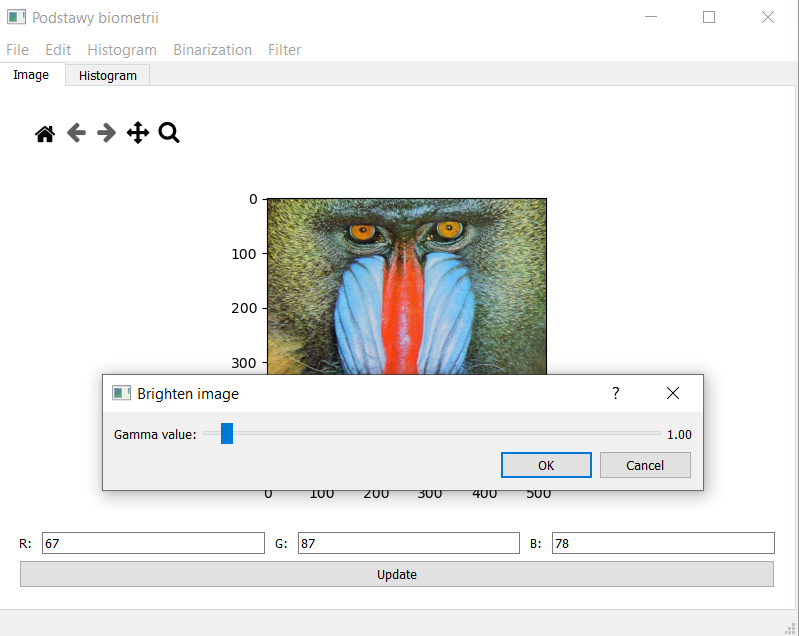 Podstawy biometrii
File Edit Histogram Binarization Filter
Image Histogram
0
100
200
300
Brighten image ?
Gamma value: 1.00
OK Cancel
0 100 200 300 400 500
R: 67 G: 87 B: 78
Update